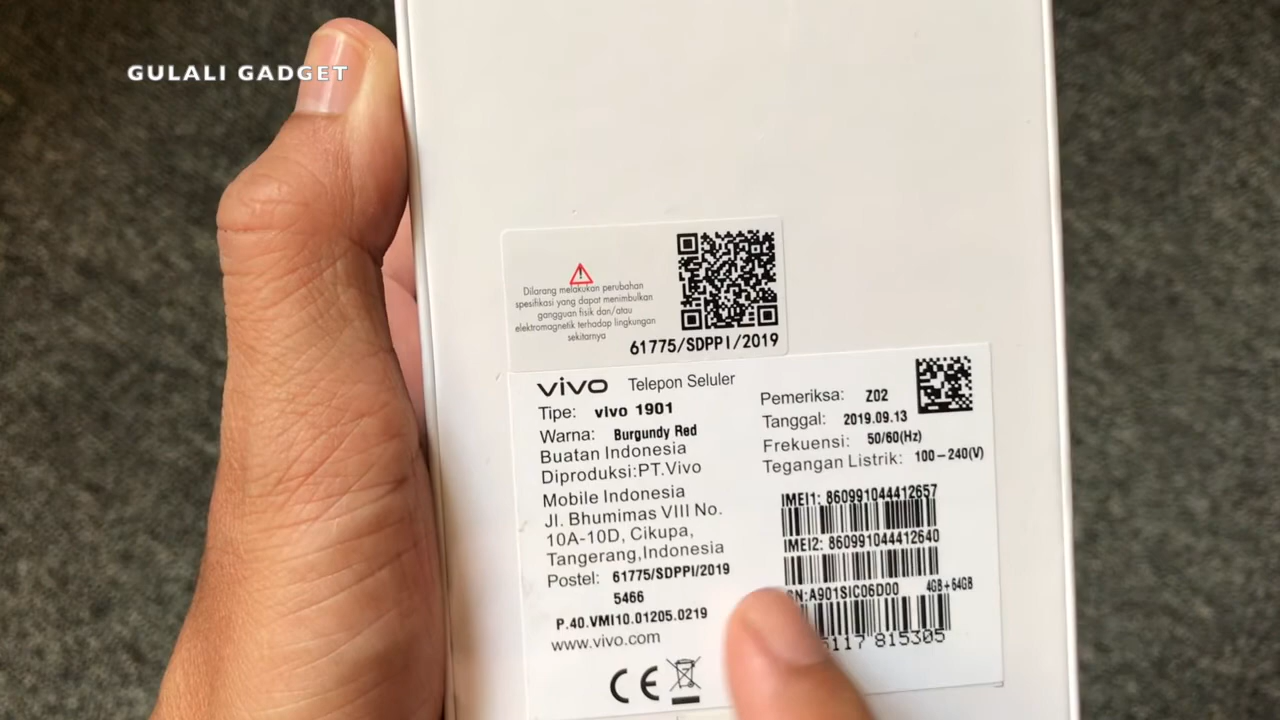 GULALI GADGET
Dilarang melakukan perubahan
spesifikasi yang dapat menimbulkan
gangguan fisik dan/atau
elektromagnetik terhadap lingkungan
sekitarnya
61775/SDPPI/2019
vivo Telepon Seluler
Tipe: vivo 1901
Warna: Burgundy Red
Buatan Indonesia
Diproduksi:PT.Vivo
Mobile Indonesia
Jl. Bhumimas VIII No.
10A-10D, Cikupa,
Tangerang,Indonesia
Postel: 61775/SDPPI/2019
5466
P.40.VMI10.01205.0219
www.vivo.com
CE
Pemeriksa: Z02
Tanggal: 2019.09.13
Frekuensi: 50/60(Hz)
Tegangan Listrik: 100-240(V)
IMEI1: 860991044412657
IMEI2: 860991044412640
SN:A901SIC06D00 4GB+64GB
117 815305